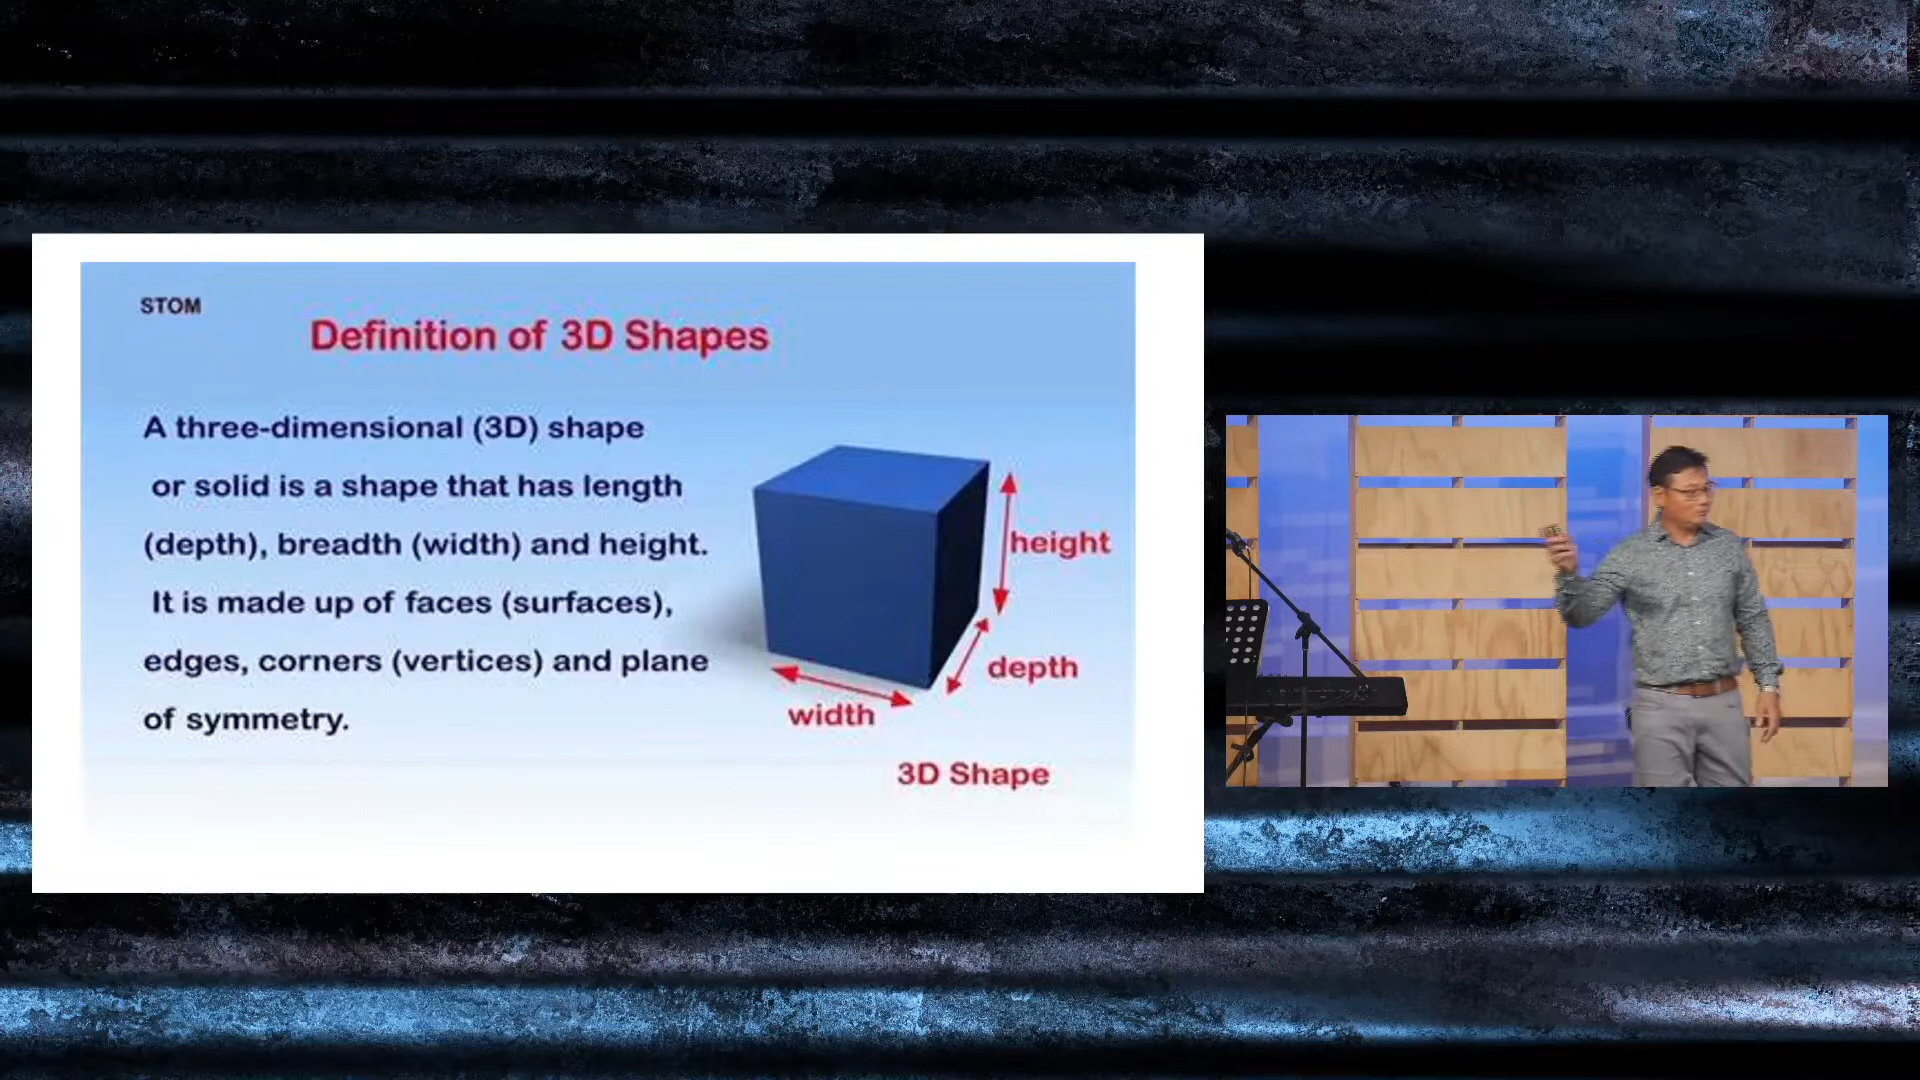 STOM
Definition of 3D Shapes
A three-dimensional (3D) shape
or solid is a shape that has length
(depth), breadth (width) and height.
It is made up of faces (surfaces),
edges, corners (vertices) and plane
of symmetry.
height
depth
width
3D Shape